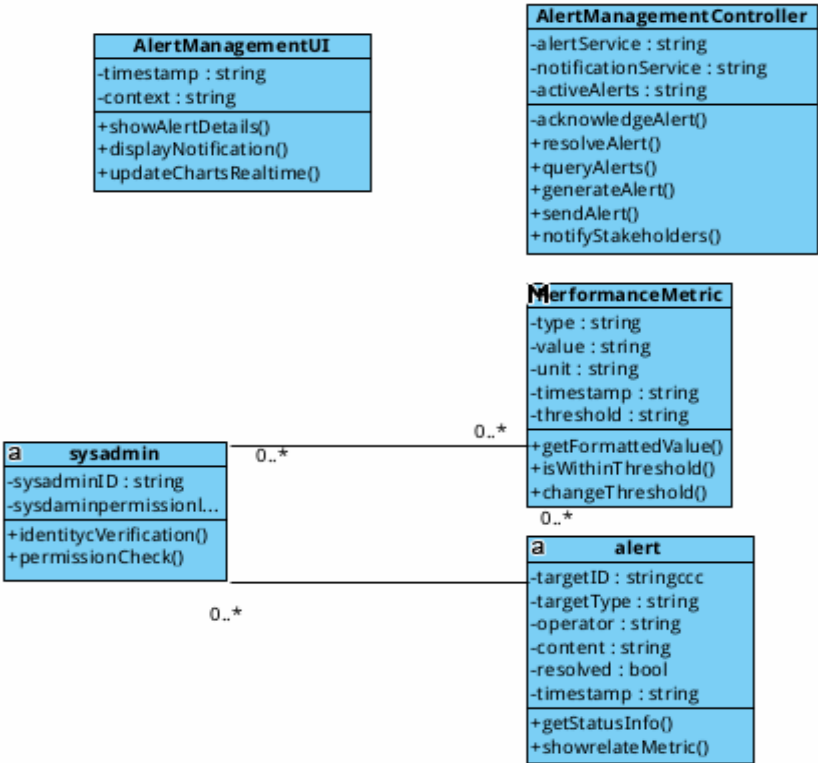 AlertManagementUI
-timestamp : string
-context : string
+showAlertDetails()
+displayNotification()
+updateChartsRealtime()
AlertManagementController
-alertService : string
-notificationService : string
-activeAlerts : string
-acknowledgeAlert()
+resolveAlert()
+queryAlerts()
+generateAlert()
+sendAlert()
+notifyStakeholders()
M
erformanceMetric
-type : string
-value : string
-unit : string
-timestamp : string
-threshold : string
+getFormattedValue()
+isWithinThreshold()
+changeThreshold()
0..*
0..*
a sysadmin
-sysadminID : string
-sysdaminpermissionl...
+identitycVerification()
+permissionCheck()
0..*
0..*
a alert
-targetID : stringccc
-targetType : string
-operator : string
-content : string
-resolved : bool
-timestamp : string
+getStatusInfo()
+showrelateMetric()